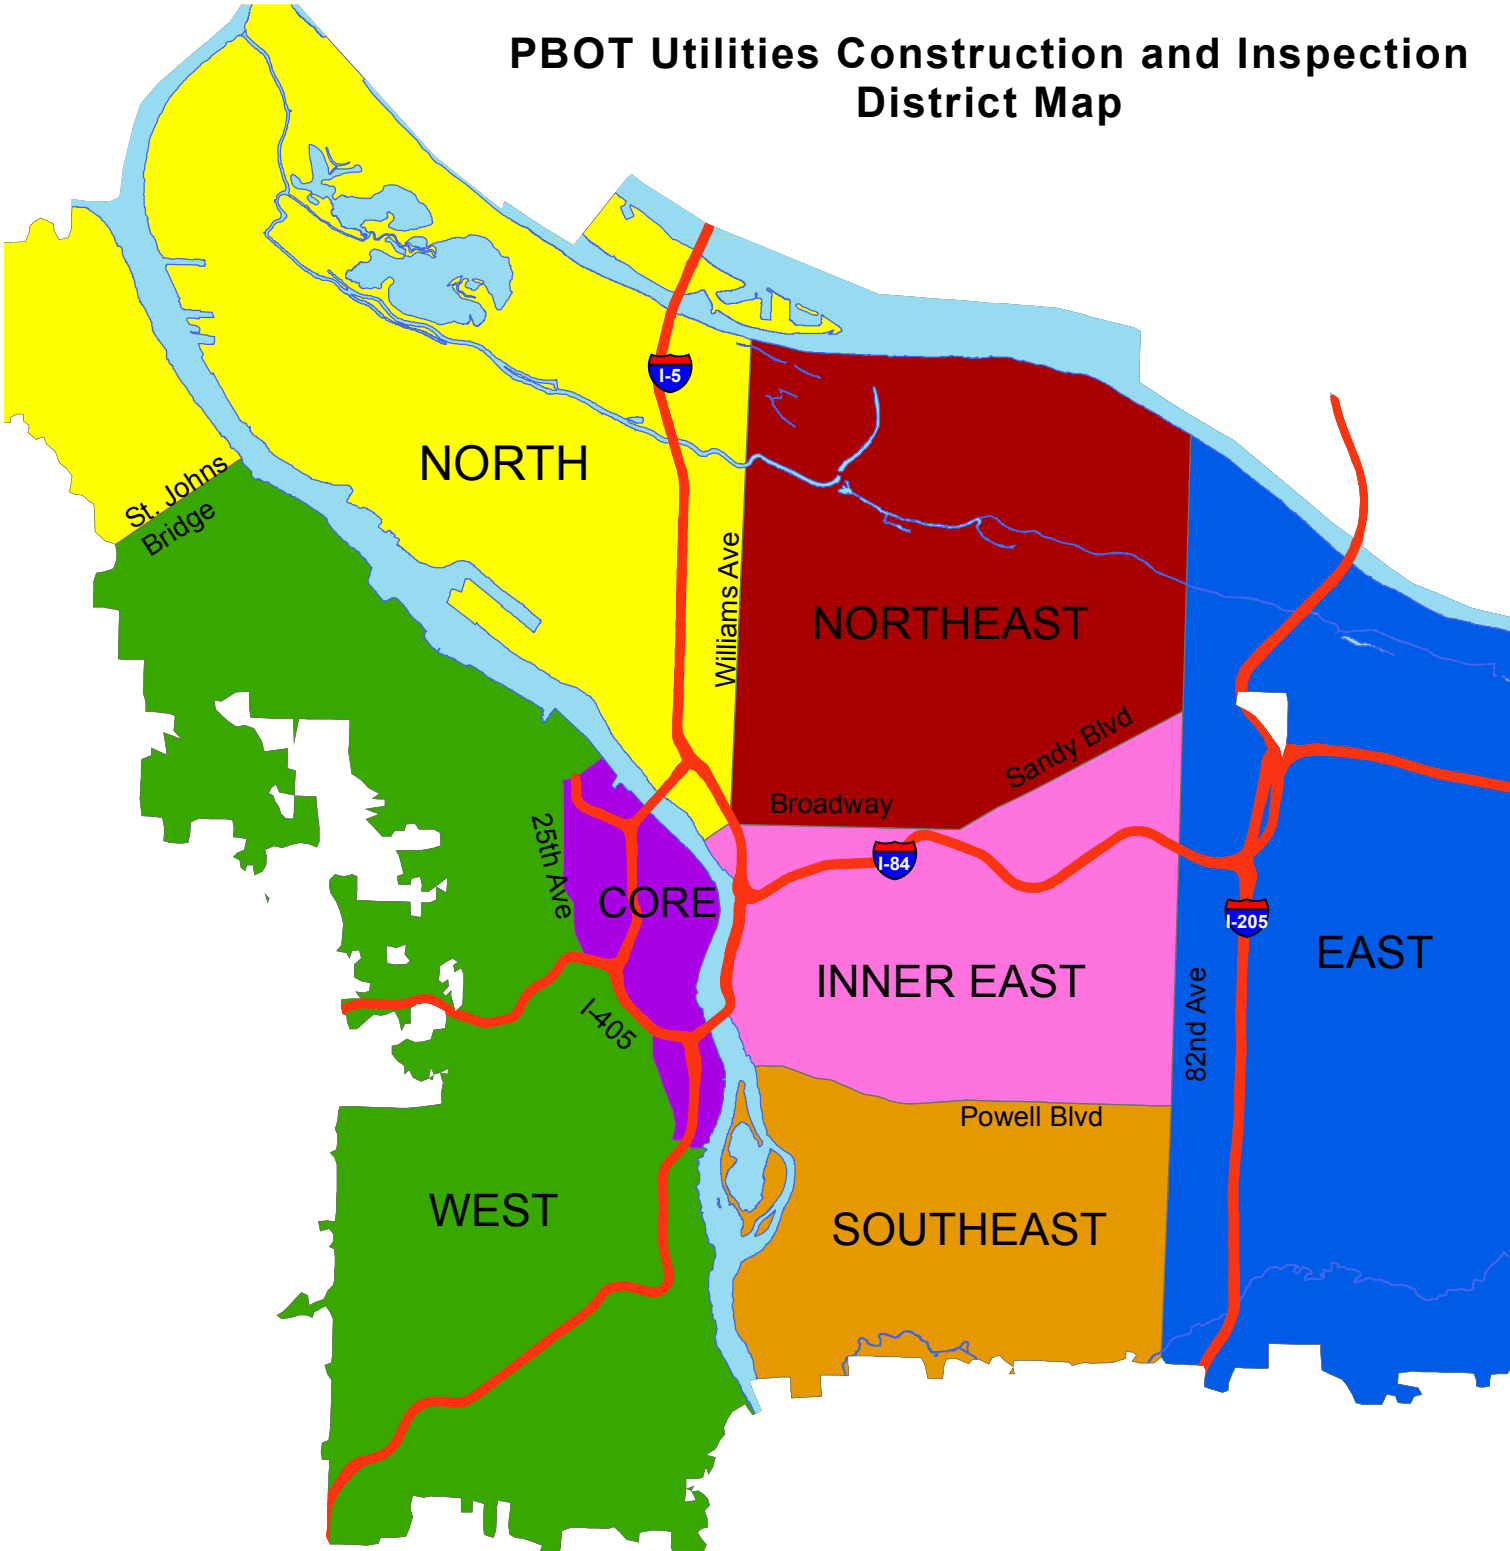 PBOT Utilities Construction and Inspection
District Map
I-5
NORTH
St. Johns
Bridge
Williams Ave
NORTHEAST
Sandy Blvd
Broadway
25th Ave
I-84
CORE
I-205
EAST
INNER EAST
I-405
82nd Ave
Powell Blvd
WEST
SOUTHEAST